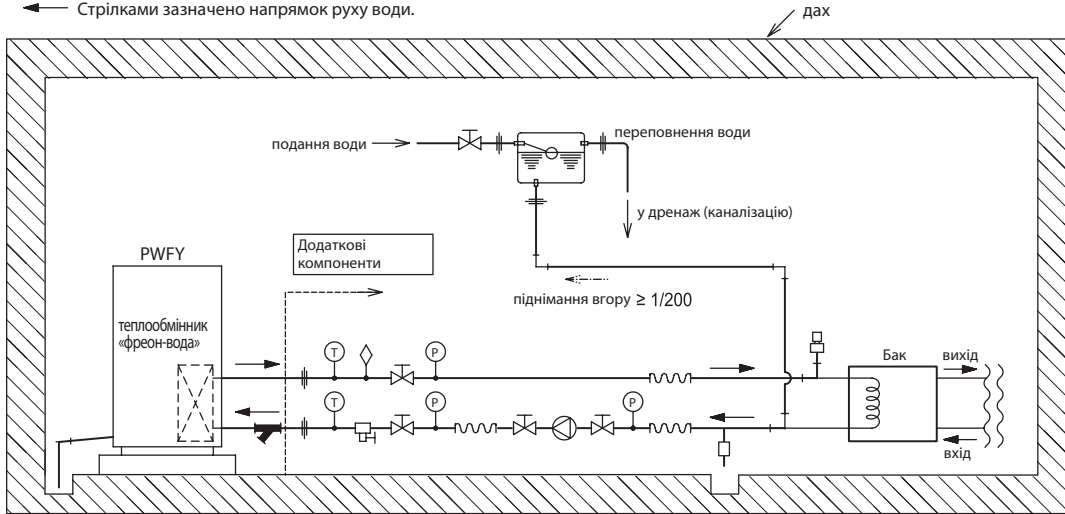 Стрілками зазначено напрямок руху води.
дах
подання води
переповнення води
у дренаж (каналізацію)
PWFY
Додаткові
компоненти
піднімання вгору ≥ 1/200
теплообмінник
«фреон-вода»
T
P
Бак
вихід
T
P
P
вхід